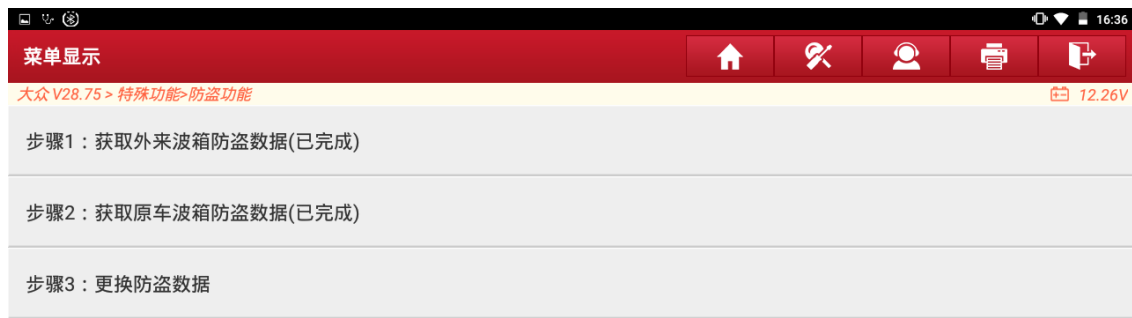 16:36
菜单显示
大众 V28.75 > 特殊功能>防盗功能 12.26V
步骤1：获取外来波箱防盗数据(已完成)
步骤2：获取原车波箱防盗数据(已完成)
步骤3：更换防盗数据